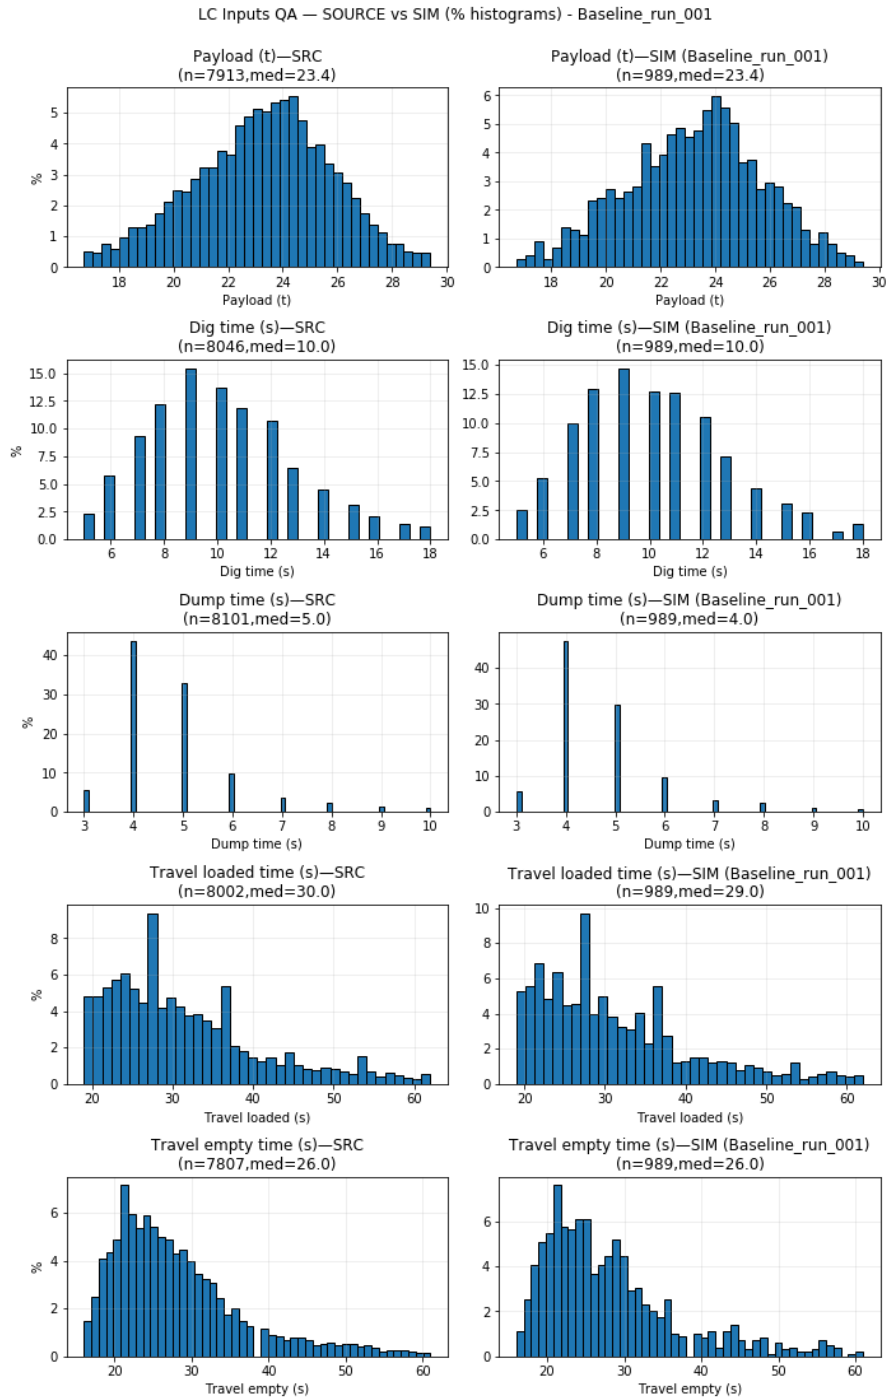 LC Inputs QA — SOURCE vs SIM (% histograms) - Baseline_run_001
Payload (t)—SRC
(n=7913,med=23.4)
%
5
4
3
2
1
0
18 20 22 24 26 28 30
Payload (t)
Payload (t)—SIM (Baseline_run_001)
(n=989,med=23.4)
6
5
4
3
2
1
0
18 20 22 24 26 28 30
Payload (t)
Dig time (s)—SRC
(n=8046,med=10.0)
%
15.0
12.5
10.0
7.5
5.0
2.5
0.0
6 8 10 12 14 16 18
Dig time (s)
Dig time (s)—SIM (Baseline_run_001)
(n=989,med=10.0)
15.0
12.5
10.0
7.5
5.0
2.5
0.0
6 8 10 12 14 16 18
Dig time (s)
Dump time (s)—SRC
(n=8101,med=5.0)
%
40
30
20
10
0
3 4 5 6 7 8 9 10
Dump time (s)
Dump time (s)—SIM (Baseline_run_001)
(n=989,med=4.0)
40
30
20
10
0
3 4 5 6 7 8 9 10
Dump time (s)
Travel loaded time (s)—SRC
(n=8002,med=30.0)
%
8
6
4
2
0
20 30 40 50 60
Travel loaded (s)
Travel loaded time (s)—SIM (Baseline_run_001)
(n=989,med=29.0)
10
8
6
4
2
0
20 30 40 50 60
Travel loaded (s)
Travel empty time (s)—SRC
(n=7807,med=26.0)
%
6
4
2
0
20 30 40 50 60
Travel empty (s)
Travel empty time (s)—SIM (Baseline_run_001)
(n=989,med=26.0)
6
4
2
0
20 30 40 50 60
Travel empty (s)